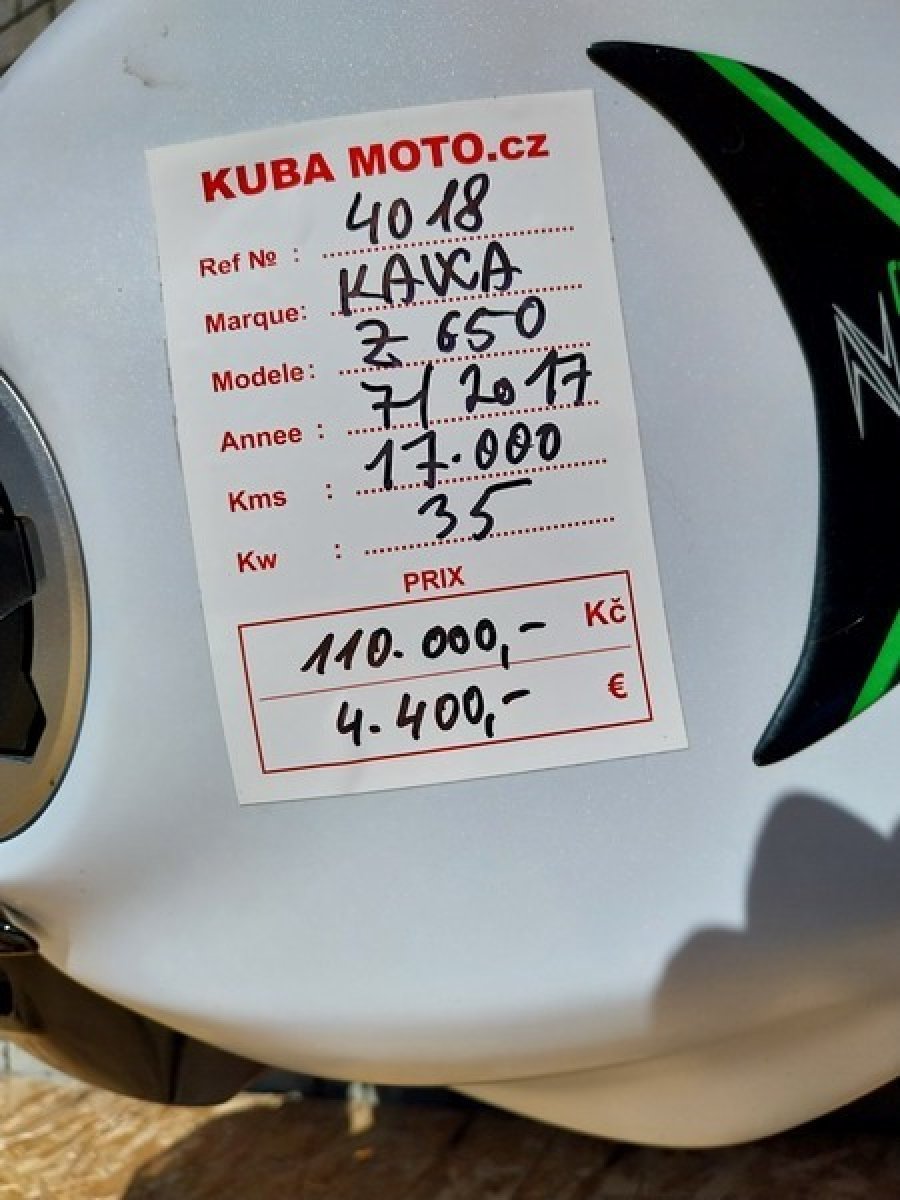 KUBA MOTO.cz
Ref № : 4018
Marque: KAWA
Modele: Z 650
Annee : 7/2017
Kms : 17.000
Kw : 35
PRIX
110.000,- Kč
4.400,- €